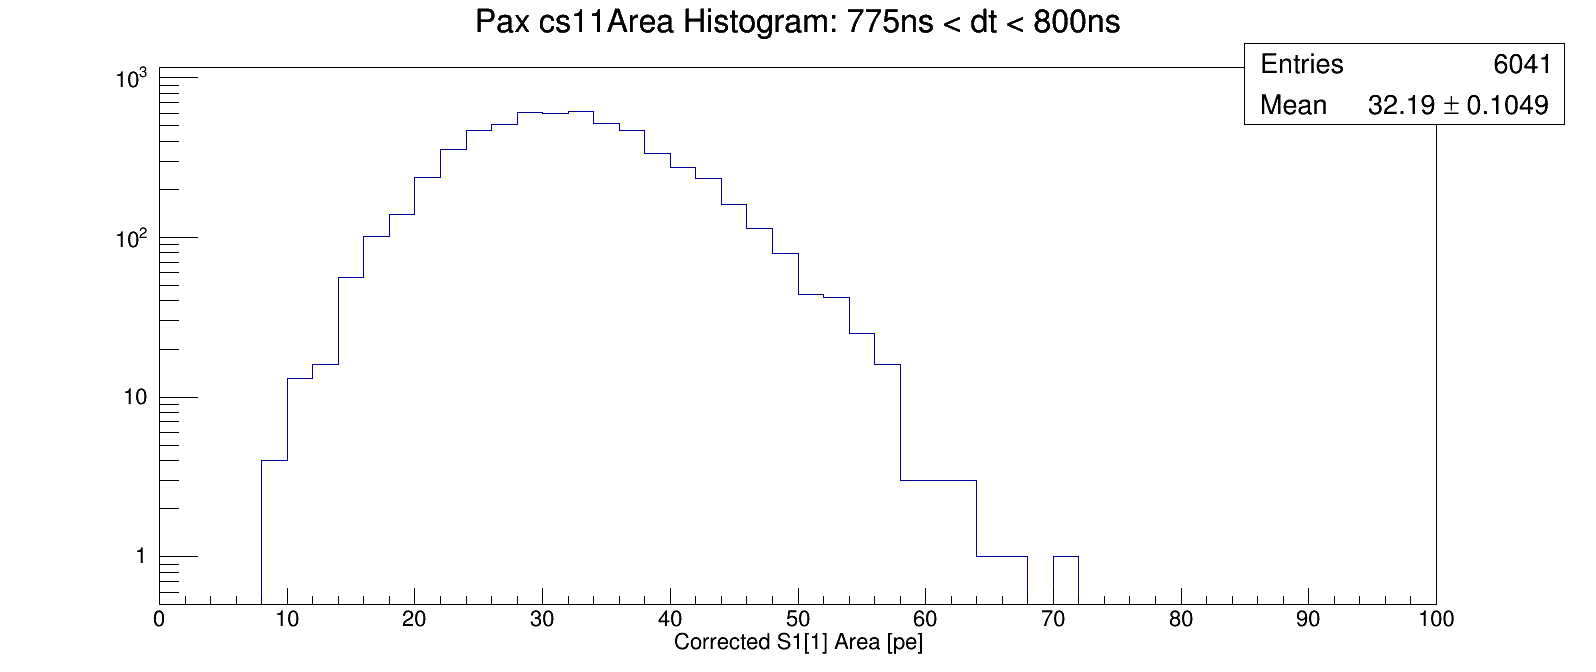 Pax cs11Area Histogram: 775ns < dt < 800ns
Entries 6041
Mean 32.19 ± 0.1049
10³
10²
10
1
0 10 20 30 40 50 60 70 80 90 100
Corrected S1[1] Area [pe]